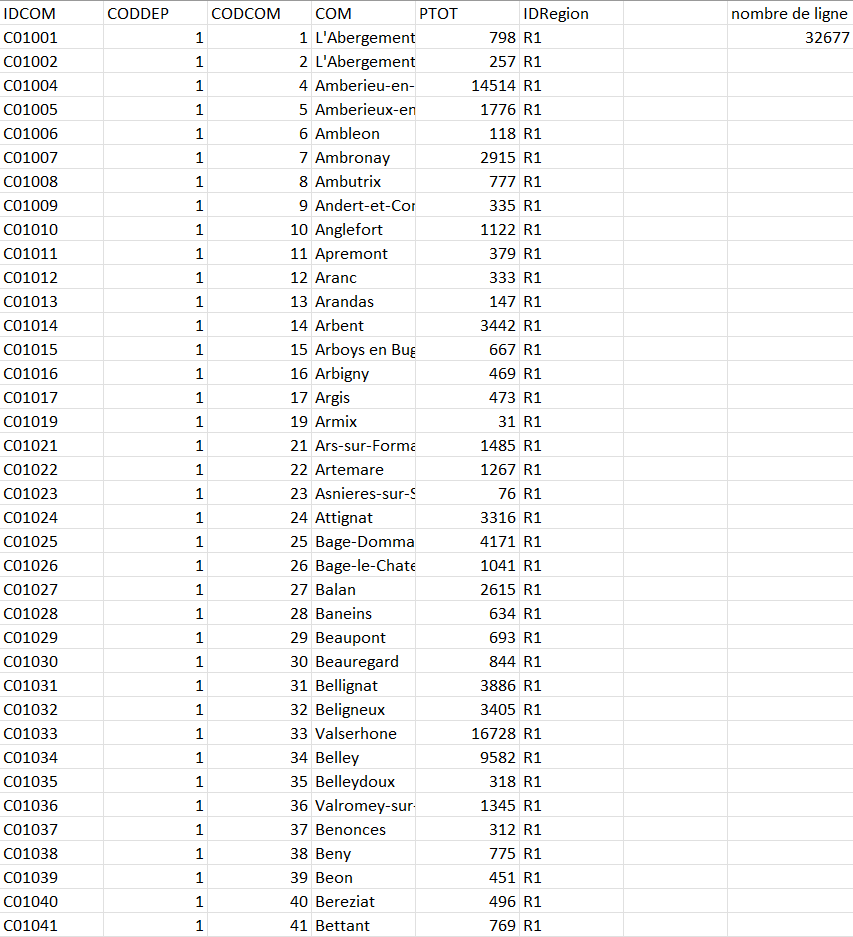 IDCOM CODDEP CODCOM COM PTOT IDRegion nombre de ligne
C01001 1 1 L'Abergement 798 R1 32677
C01002 1 2 L'Abergement 257 R1
C01004 1 4 Amberieu-en- 14514 R1
C01005 1 5 Amberieux-en 1776 R1
C01006 1 6 Ambleon 118 R1
C01007 1 7 Ambronay 2915 R1
C01008 1 8 Ambutrix 777 R1
C01009 1 9 Andert-et-Cor 335 R1
C01010 1 10 Anglefort 1122 R1
C01011 1 11 Apremont 379 R1
C01012 1 12 Aranc 333 R1
C01013 1 13 Arandas 147 R1
C01014 1 14 Arbent 3442 R1
C01015 1 15 Arboys en Bug 667 R1
C01016 1 16 Arbigny 469 R1
C01017 1 17 Argis 473 R1
C01019 1 19 Armix 31 R1
C01021 1 21 Ars-sur-Forma 1485 R1
C01022 1 22 Artemare 1267 R1
C01023 1 23 Asnieres-sur-S 76 R1
C01024 1 24 Attignat 3316 R1
C01025 1 25 Bage-Domma 4171 R1
C01026 1 26 Bage-le-Chate 1041 R1
C01027 1 27 Balan 2615 R1
C01028 1 28 Baneins 634 R1
C01029 1 29 Beaupont 693 R1
C01030 1 30 Beauregard 844 R1
C01031 1 31 Bellignat 3886 R1
C01032 1 32 Beligneux 3405 R1
C01033 1 33 Valserhone 16728 R1
C01034 1 34 Belley 9582 R1
C01035 1 35 Belleydoux 318 R1
C01036 1 36 Valromey-sur- 1345 R1
C01037 1 37 Benonces 312 R1
C01038 1 38 Beny 775 R1
C01039 1 39 Beon 451 R1
C01040 1 40 Bereziat 496 R1
C01041 1 41 Bettant 769 R1